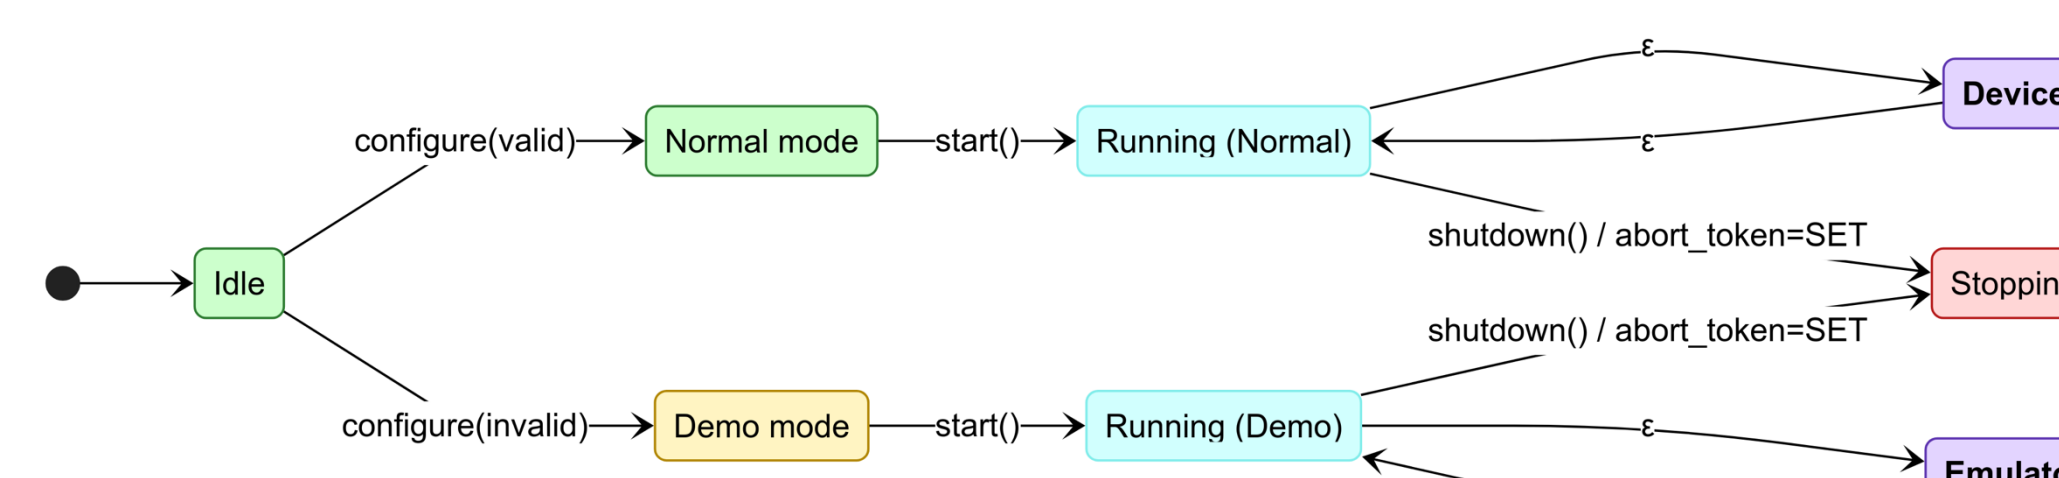 ε
Device
configure(valid)
Normal mode
start()
Running (Normal)
ε
shutdown() / abort_token=SET
Idle
Stoppin
shutdown() / abort_token=SET
configure(invalid)
Demo mode
start()
Running (Demo)
ε
Emulato